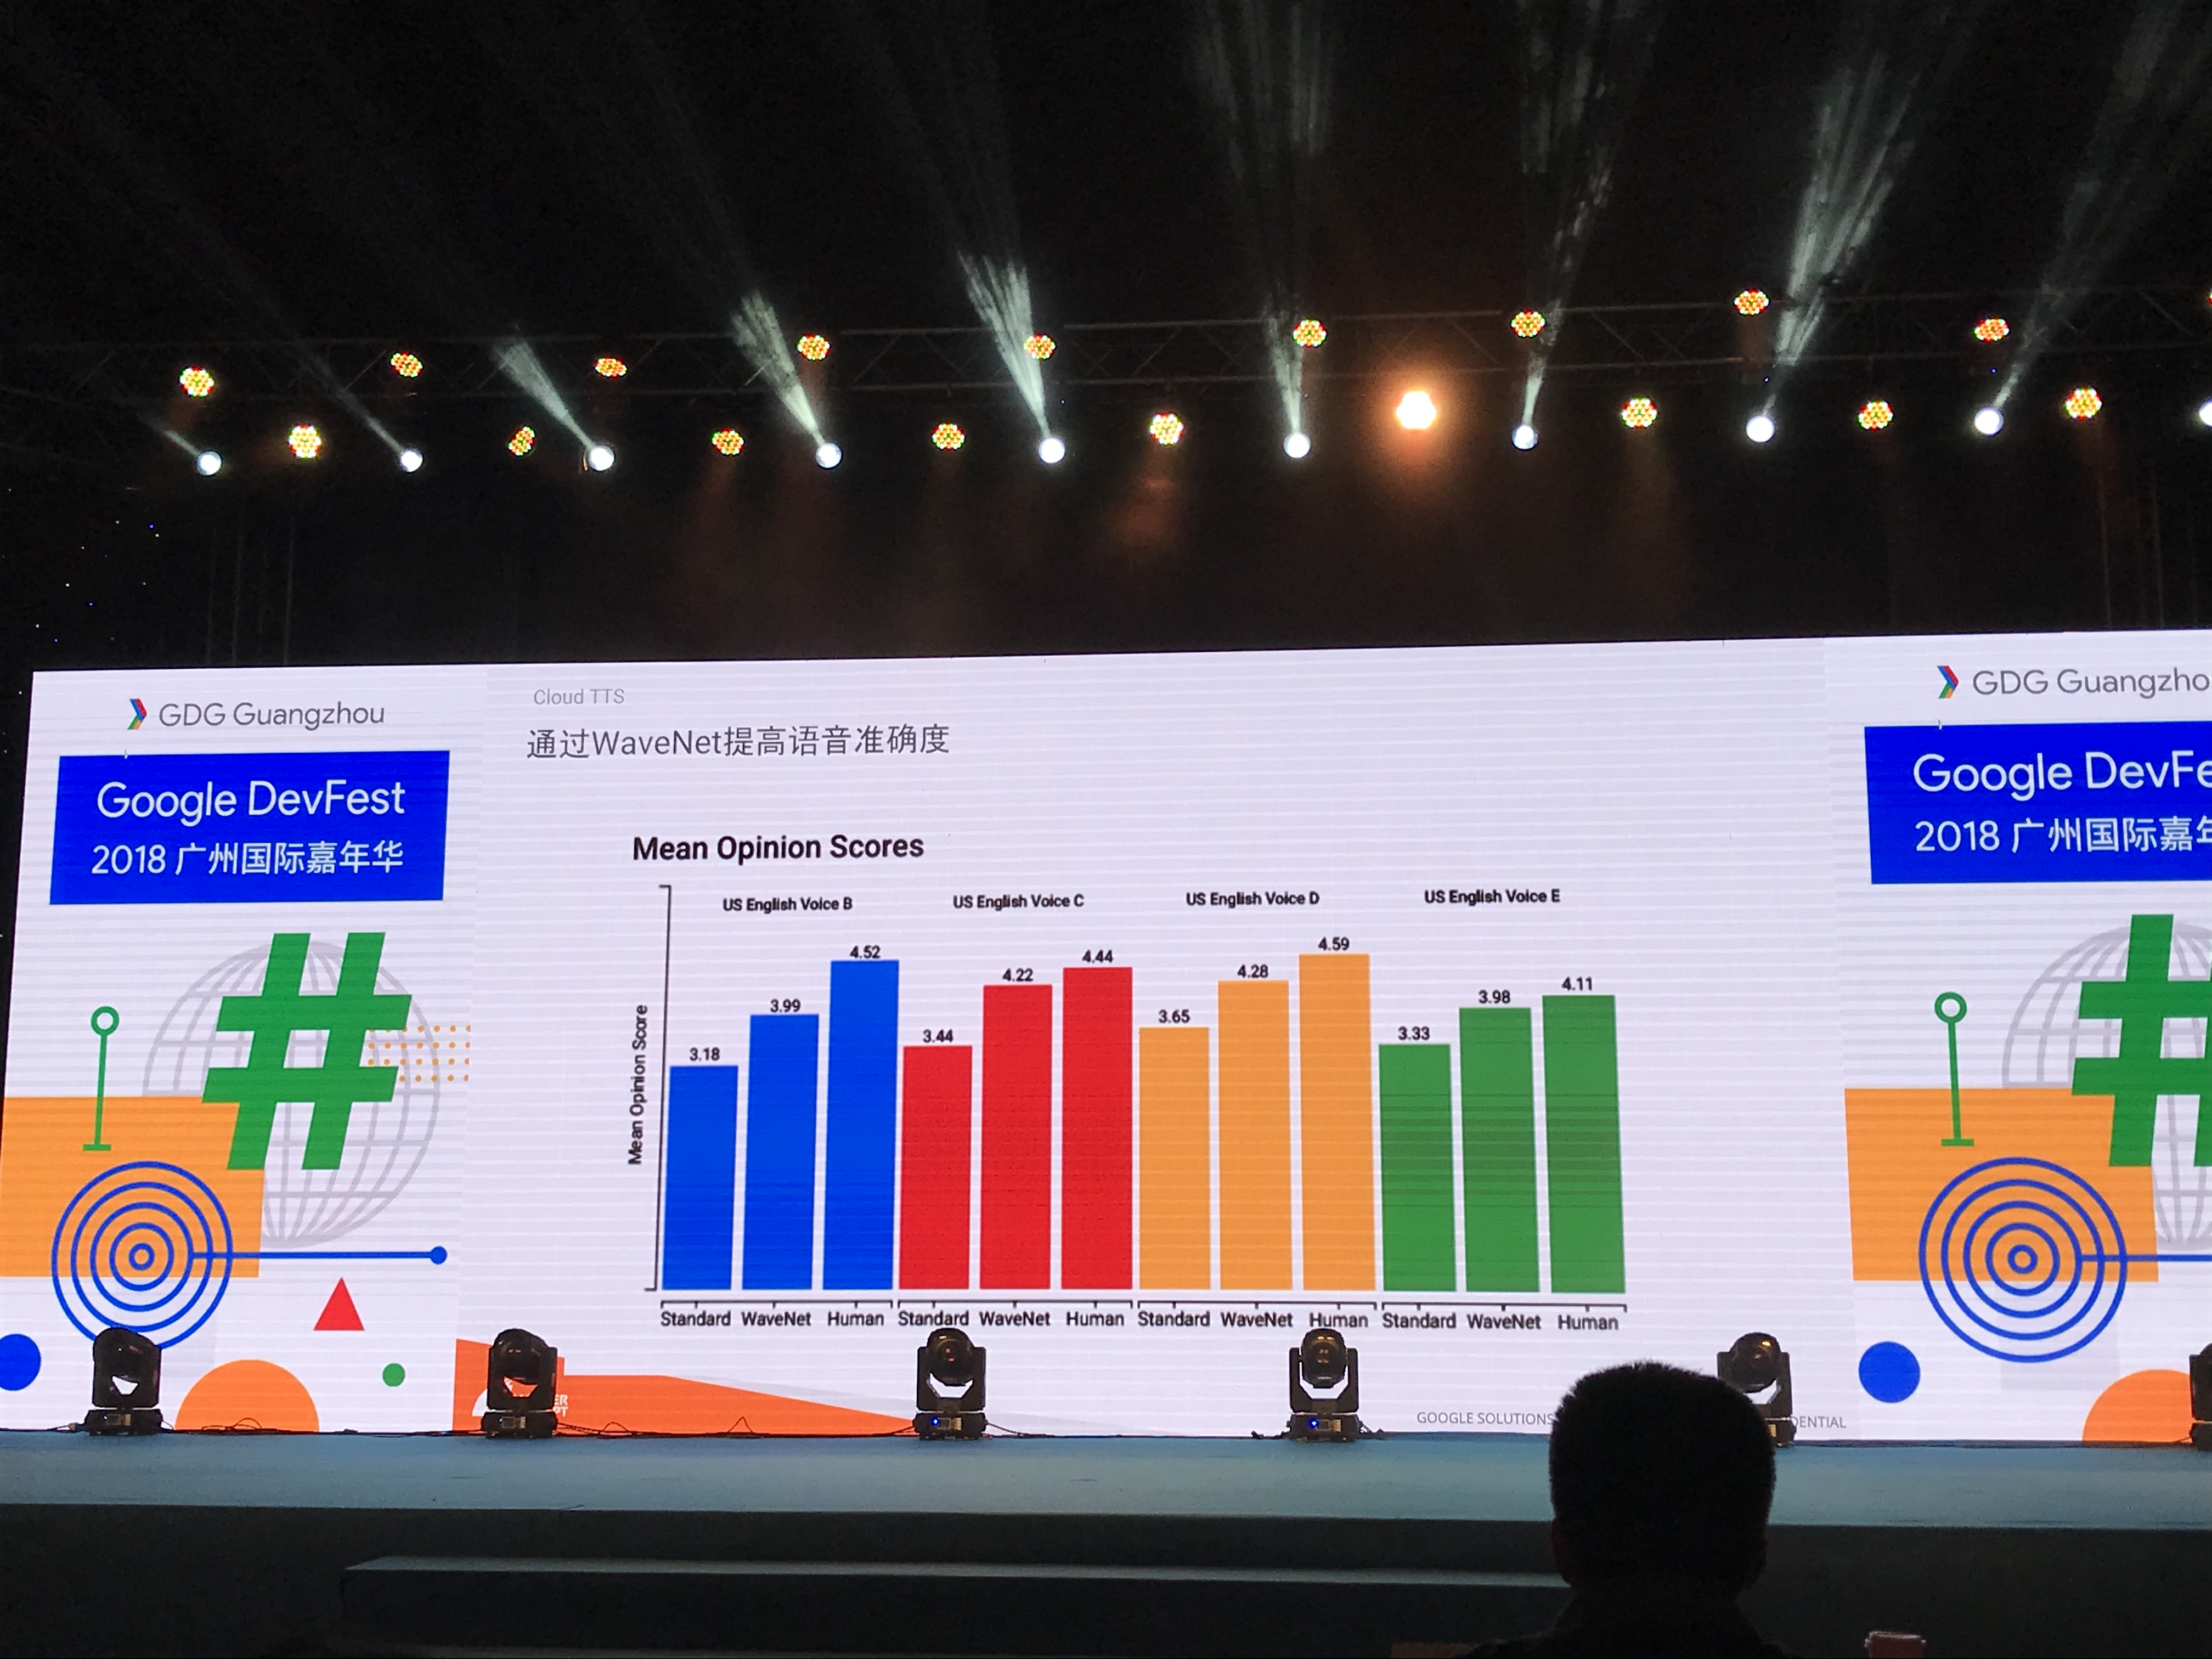 GDG Guangzhou
Google DevFest
2018 广州国际嘉年华
Cloud TTS
通过WaveNet提高语音准确度
Mean Opinion Scores
Mean Opinion Score
US English Voice B
US English Voice C
US English Voice D
US English Voice E
3.18
3.99
4.52
3.44
4.22
4.44
3.65
4.28
4.59
3.33
3.98
4.11
Standard WaveNet Human Standard WaveNet Human Standard WaveNet Human Standard WaveNet Human
GOOGLE SOLUTIONS
GDG Guangzho
Google DevFe
2018 广州国际嘉年